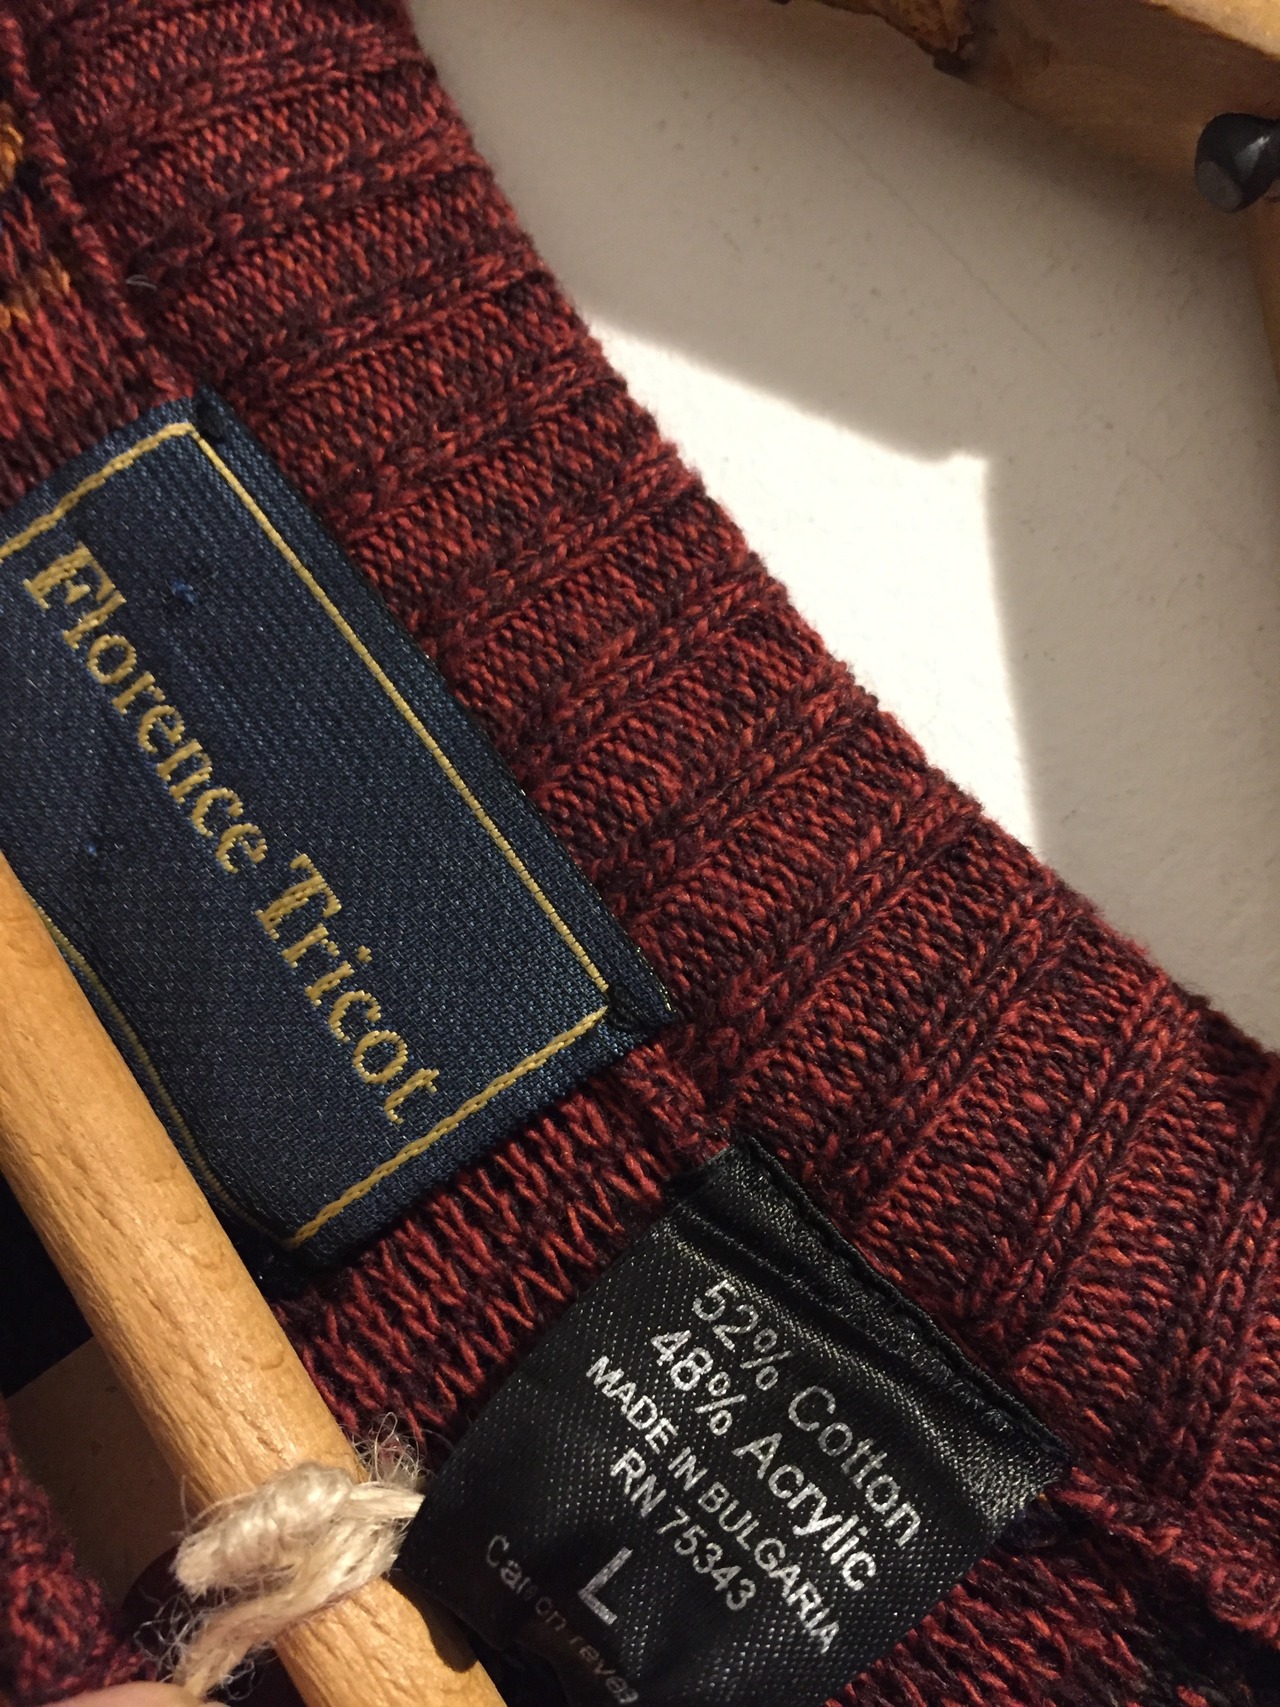 Florence Tricot
52% Cotton
48% Acrylic
MADE IN BULGARIA
RN 75343
L